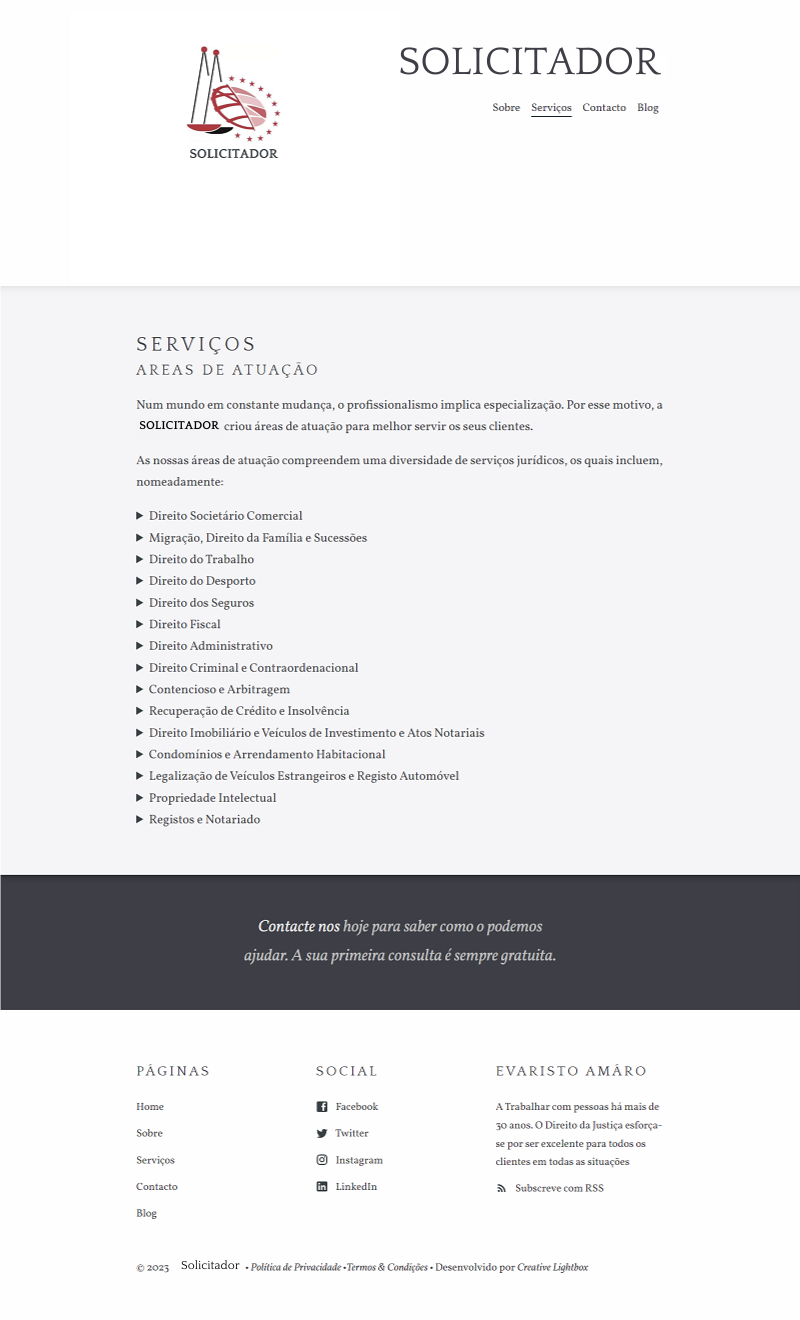 SOLICITADOR
SOLICITADOR
Sobre Serviços Contacto Blog
SERVIÇOS
AREAS DE ATUAÇÃO
Num mundo em constante mudança, o profissionalismo implica especialização. Por esse motivo, a
SOLICITADOR criou áreas de atuação para melhor servir os seus clientes.
As nossas áreas de atuação compreendem uma diversidade de serviços jurídicos, os quais incluem,
nomeadamente:
Direito Societário Comercial
Migração, Direito da Família e Sucessões
Direito do Trabalho
Direito do Desporto
Direito dos Seguros
Direito Fiscal
Direito Administrativo
Direito Criminal e Contraordenacional
Contencioso e Arbitragem
Recuperação de Crédito e Insolvência
Direito Imobiliário e Veículos de Investimento e Atos Notariais
Condomínios e Arrendamento Habitacional
Legalização de Veículos Estrangeiros e Registo Automóvel
Propriedade Intelectual
Registos e Notariado
Contacte nos hoje para saber como o podemos
ajudar. A sua primeira consulta é sempre gratuita.
PÁGINAS
Home
Sobre
Serviços
Contacto
Blog
SOCIAL
Facebook
Twitter
Instagram
LinkedIn
EVARISTO AMÁRO
A Trabalhar com pessoas há mais de
30 anos. O Direito da Justiça esforça-
se por ser excelente para todos os
clientes em todas as situações
Subscreve com RSS
© 2023 Solicitador • Política de Privacidade •Termos & Condições • Desenvolvido por Creative Lightbox